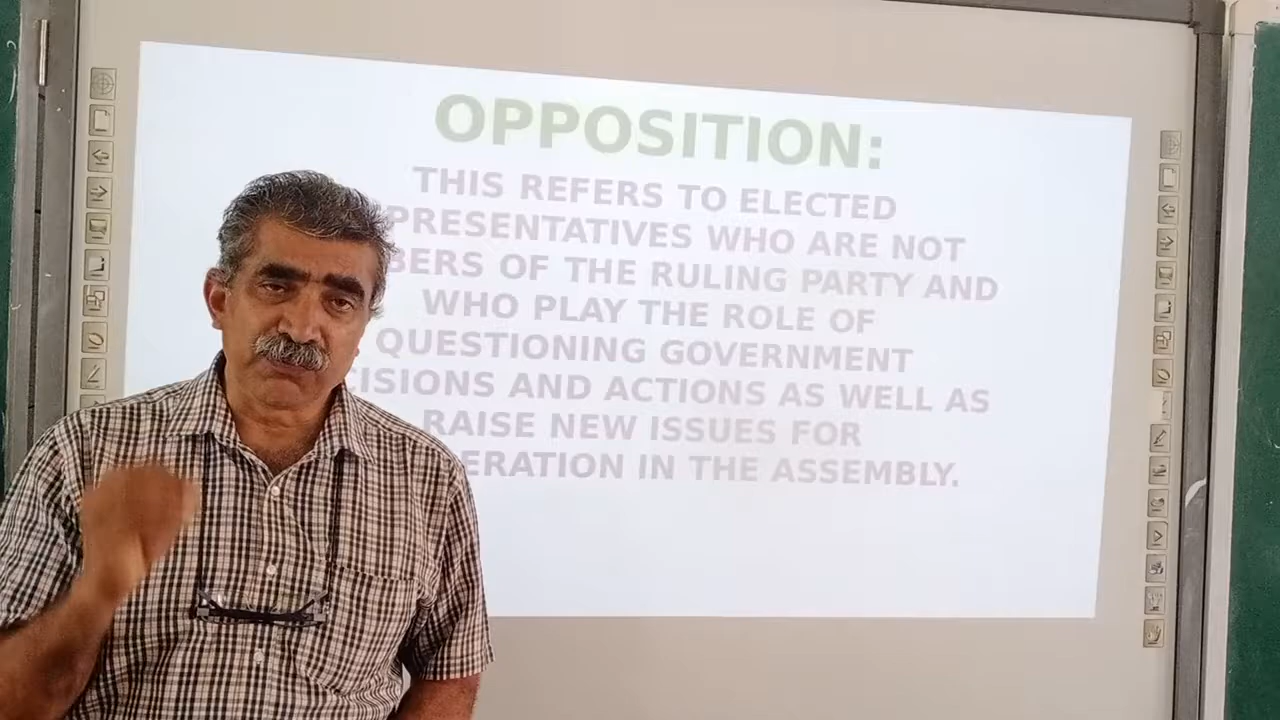 OPPOSITION:
THIS REFERS TO ELECTED
PRESENTATIVES WHO ARE NOT
BERS OF THE RULING PARTY AND
WHO PLAY THE ROLE OF
QUESTIONING GOVERNMENT
CISIONS AND ACTIONS AS WELL AS
RAISE NEW ISSUES FOR
ERATION IN THE ASSEMBLY.